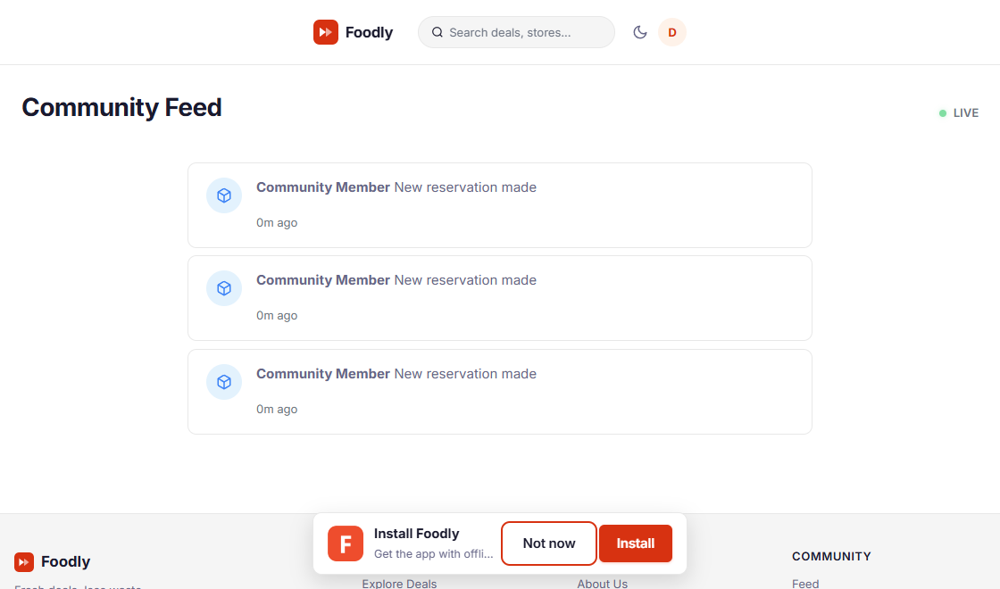 Foodly
Search deals, stores...
D
Community Feed
LIVE
Community Member New reservation made
0m ago
Community Member New reservation made
0m ago
Community Member New reservation made
0m ago
F
Install Foodly
Get the app with offli...
Not now
Install
Foodly
COMMUNITY
Fresh deals, less waste
Explore Deals
About Us
Feed